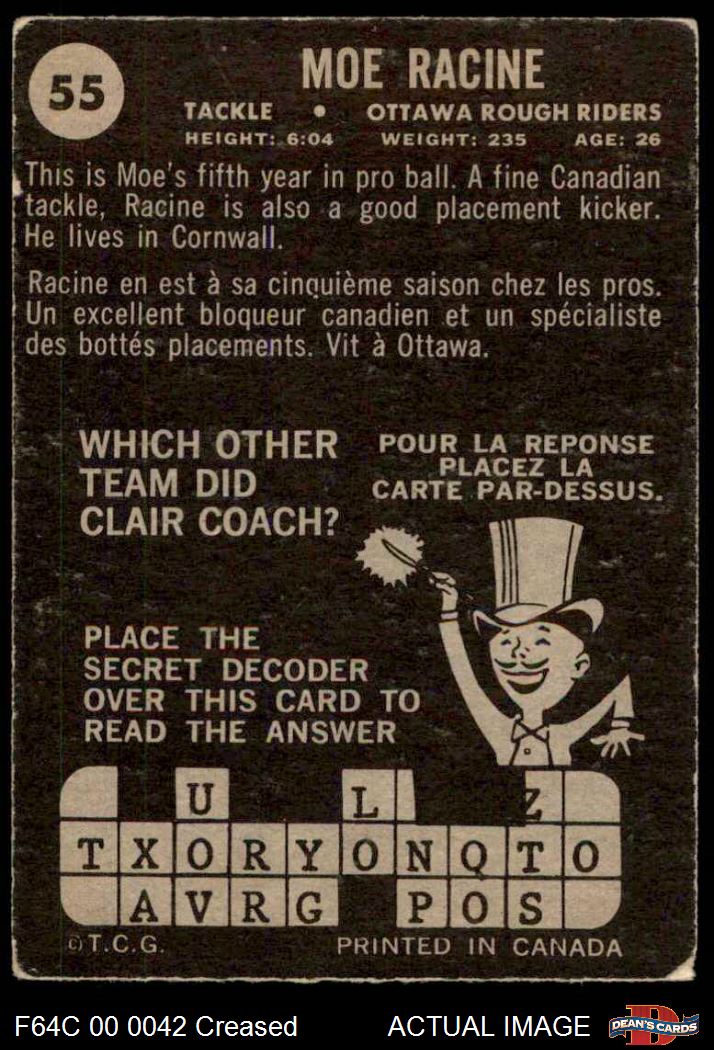 55
MOE RACINE
TACKLE • OTTAWA ROUGH RIDERS
HEIGHT: 6:04 WEIGHT: 235 AGE: 26
This is Moe's fifth year in pro ball. A fine Canadian
tackle, Racine is also a good placement kicker.
He lives in Cornwall.
Racine en est à sa cinquième saison chez les pros.
Un excellent bloqueur canadien et un spécialiste
des bottés placements. Vit à Ottawa.
WHICH OTHER
TEAM DID
CLAIR COACH?
POUR LA REPONSE
PLACEZ LA
CARTE PAR-DESSUS.
PLACE THE
SECRET DECODER
OVER THIS CARD TO
READ THE ANSWER
U L Z
T X O R Y O N Q T O
A V R G P O S
© T.C.G.
PRINTED IN CANADA
F64C 00 0042 Creased
ACTUAL IMAGE
D
DEAN'S CARDS